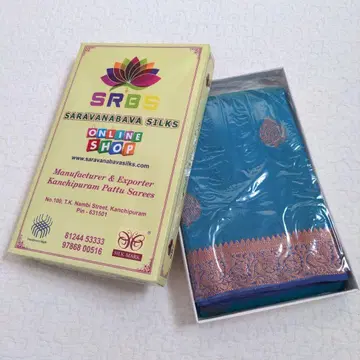 SRBS
SARAVANABAVA SILKS
ONLINE
SHOP
www.saravanabavasilks.com
Manufacturer & Exporter
Kanchipuram Pattu Sarees
No.100, T.K. Nambi Street, Kanchipuram
Pin - 631501
81244 53333
97868 00516
SILK MARK